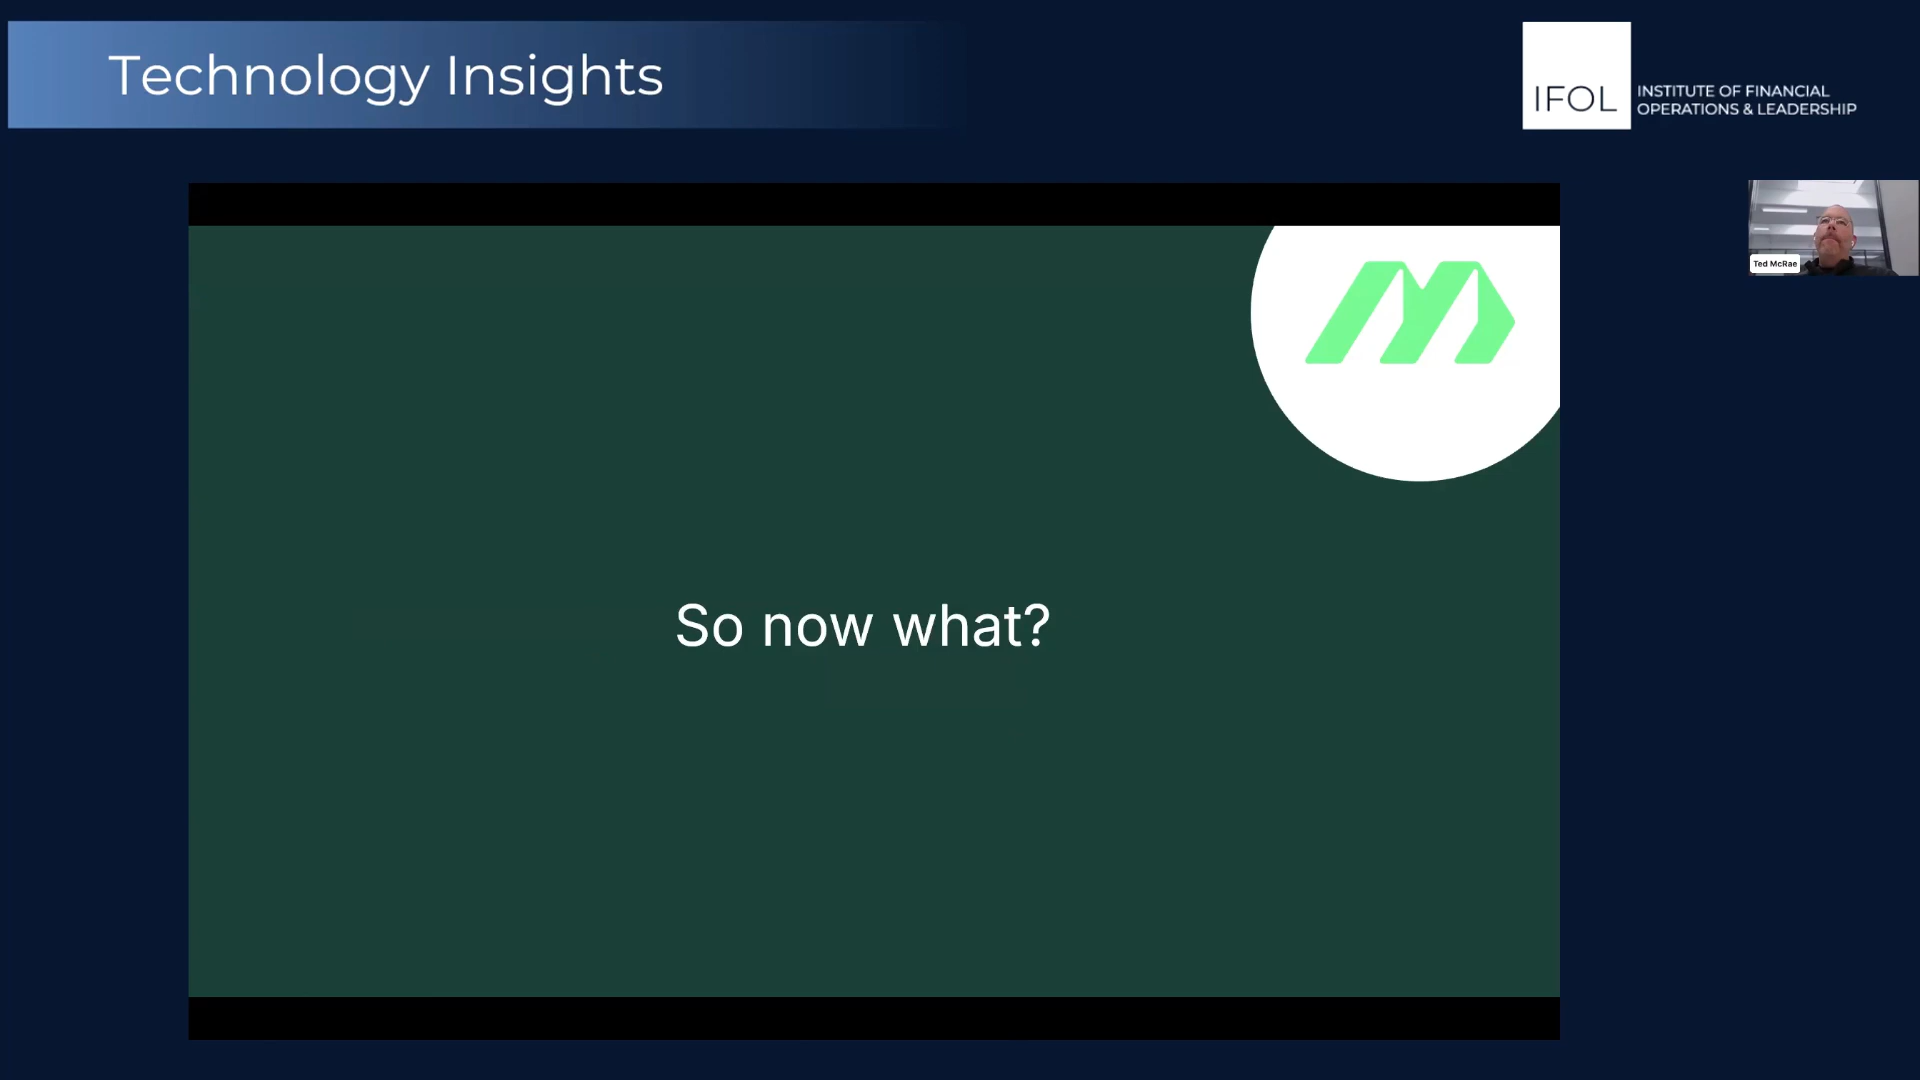 Technology Insights
IFOL
INSTITUTE OF FINANCIAL
OPERATIONS & LEADERSHIP
Ted McRae
So now what?